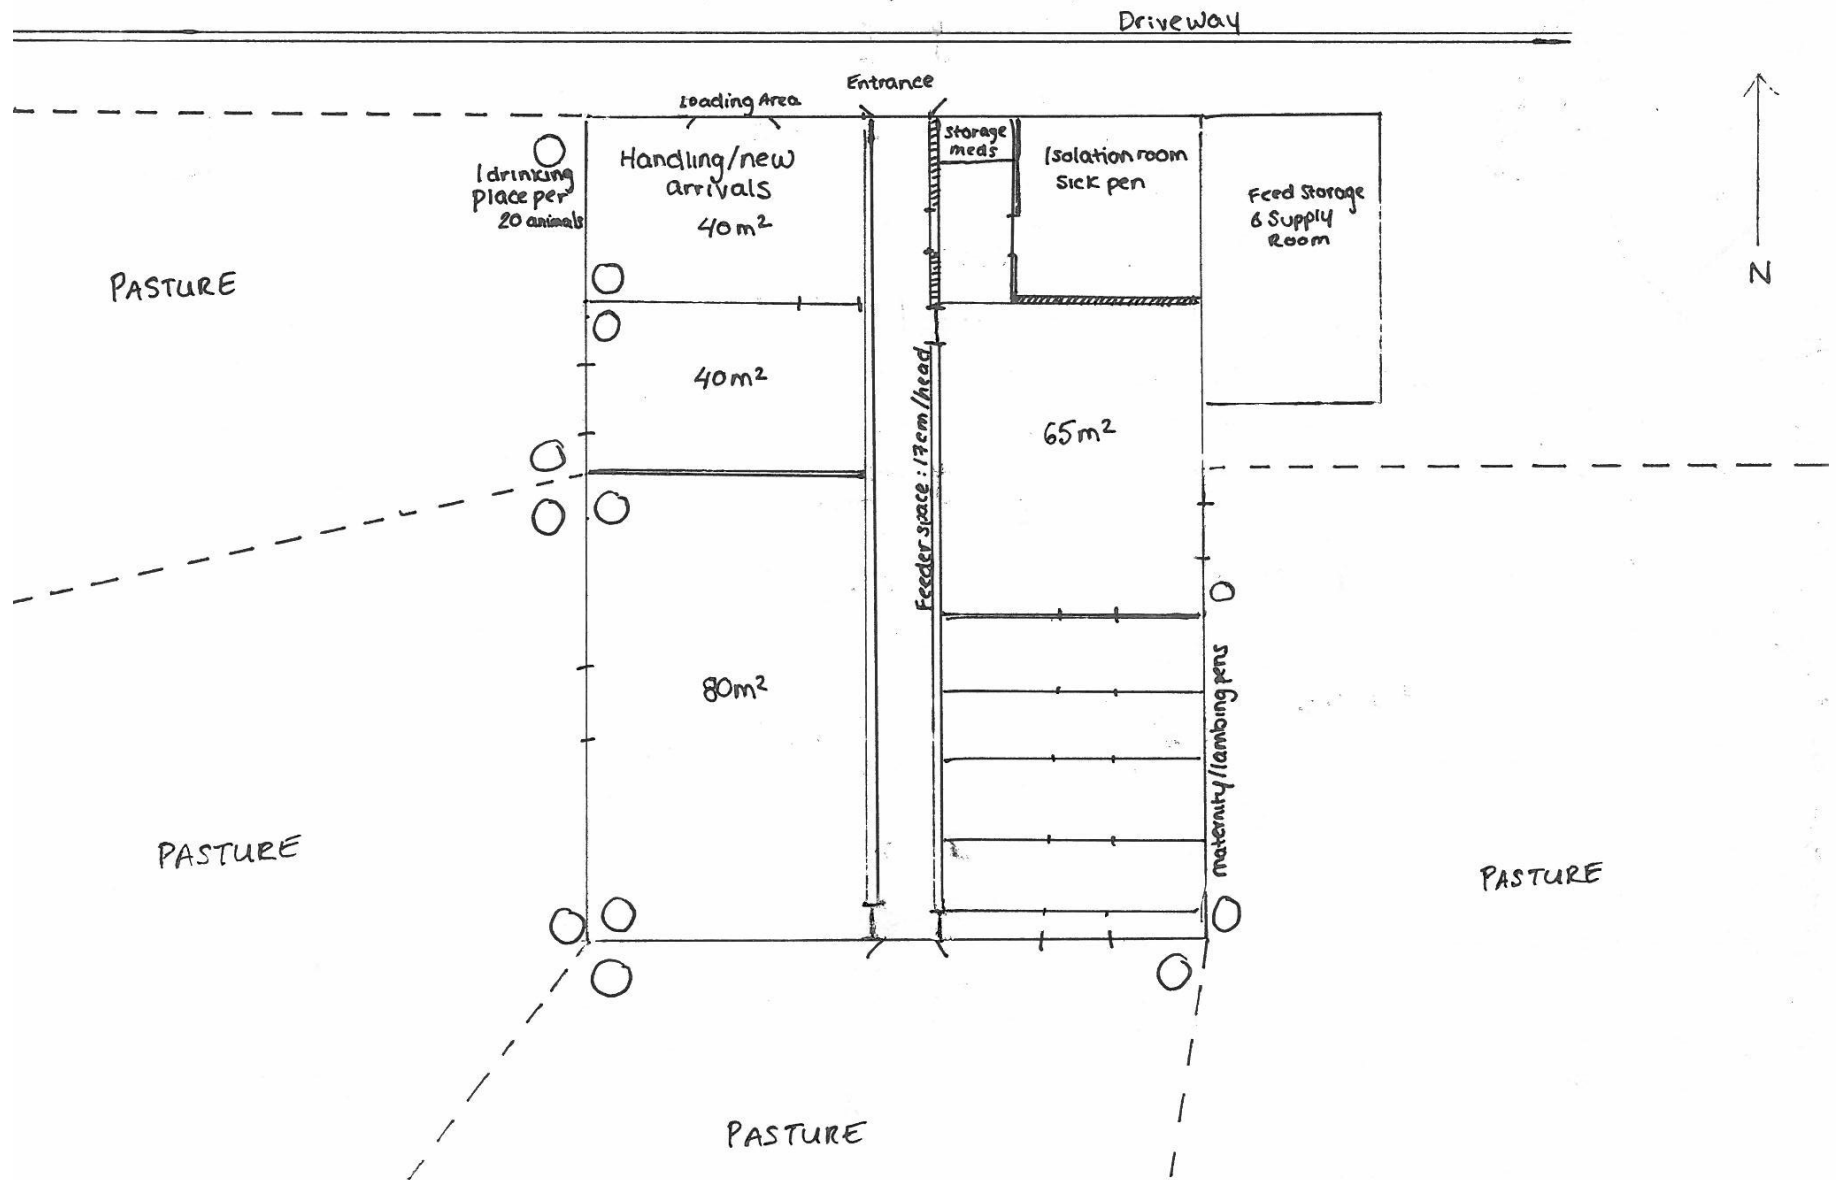 Driveway
Entrance
Loading Area
Handling/new
arrivals
40m²
1 drinking
place per
20 animals
Storage
meds
Isolation room
Sick pen
Feed Storage
& Supply
Room
N
PASTURE
40m²
Feeder space: 17cm/head
65m²
80m²
maternity/lambing pens
PASTURE
PASTURE
PASTURE